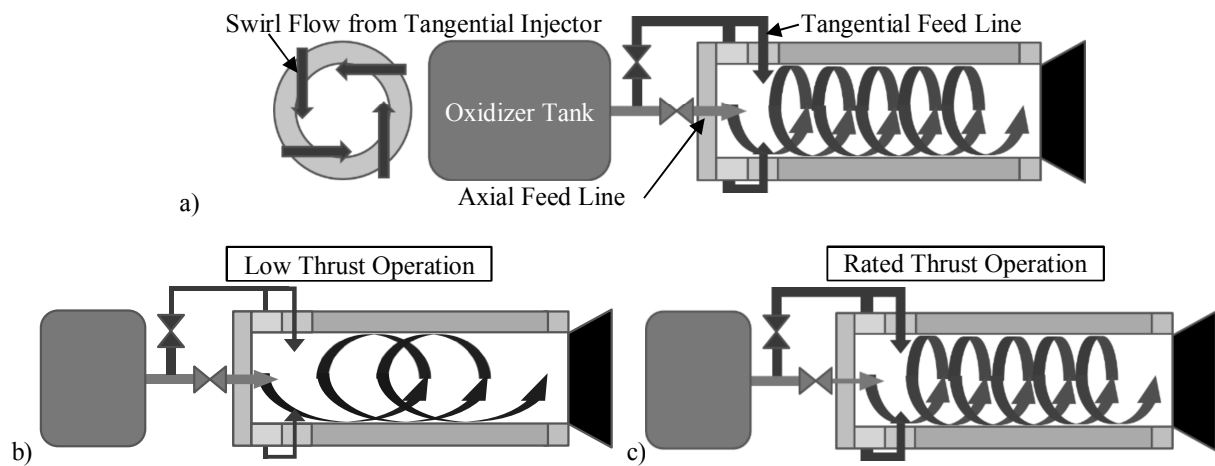 Swirl Flow from Tangential Injector
Tangential Feed Line
Oxidizer Tank
Axial Feed Line
a)
Low Thrust Operation
Rated Thrust Operation
b)
c)